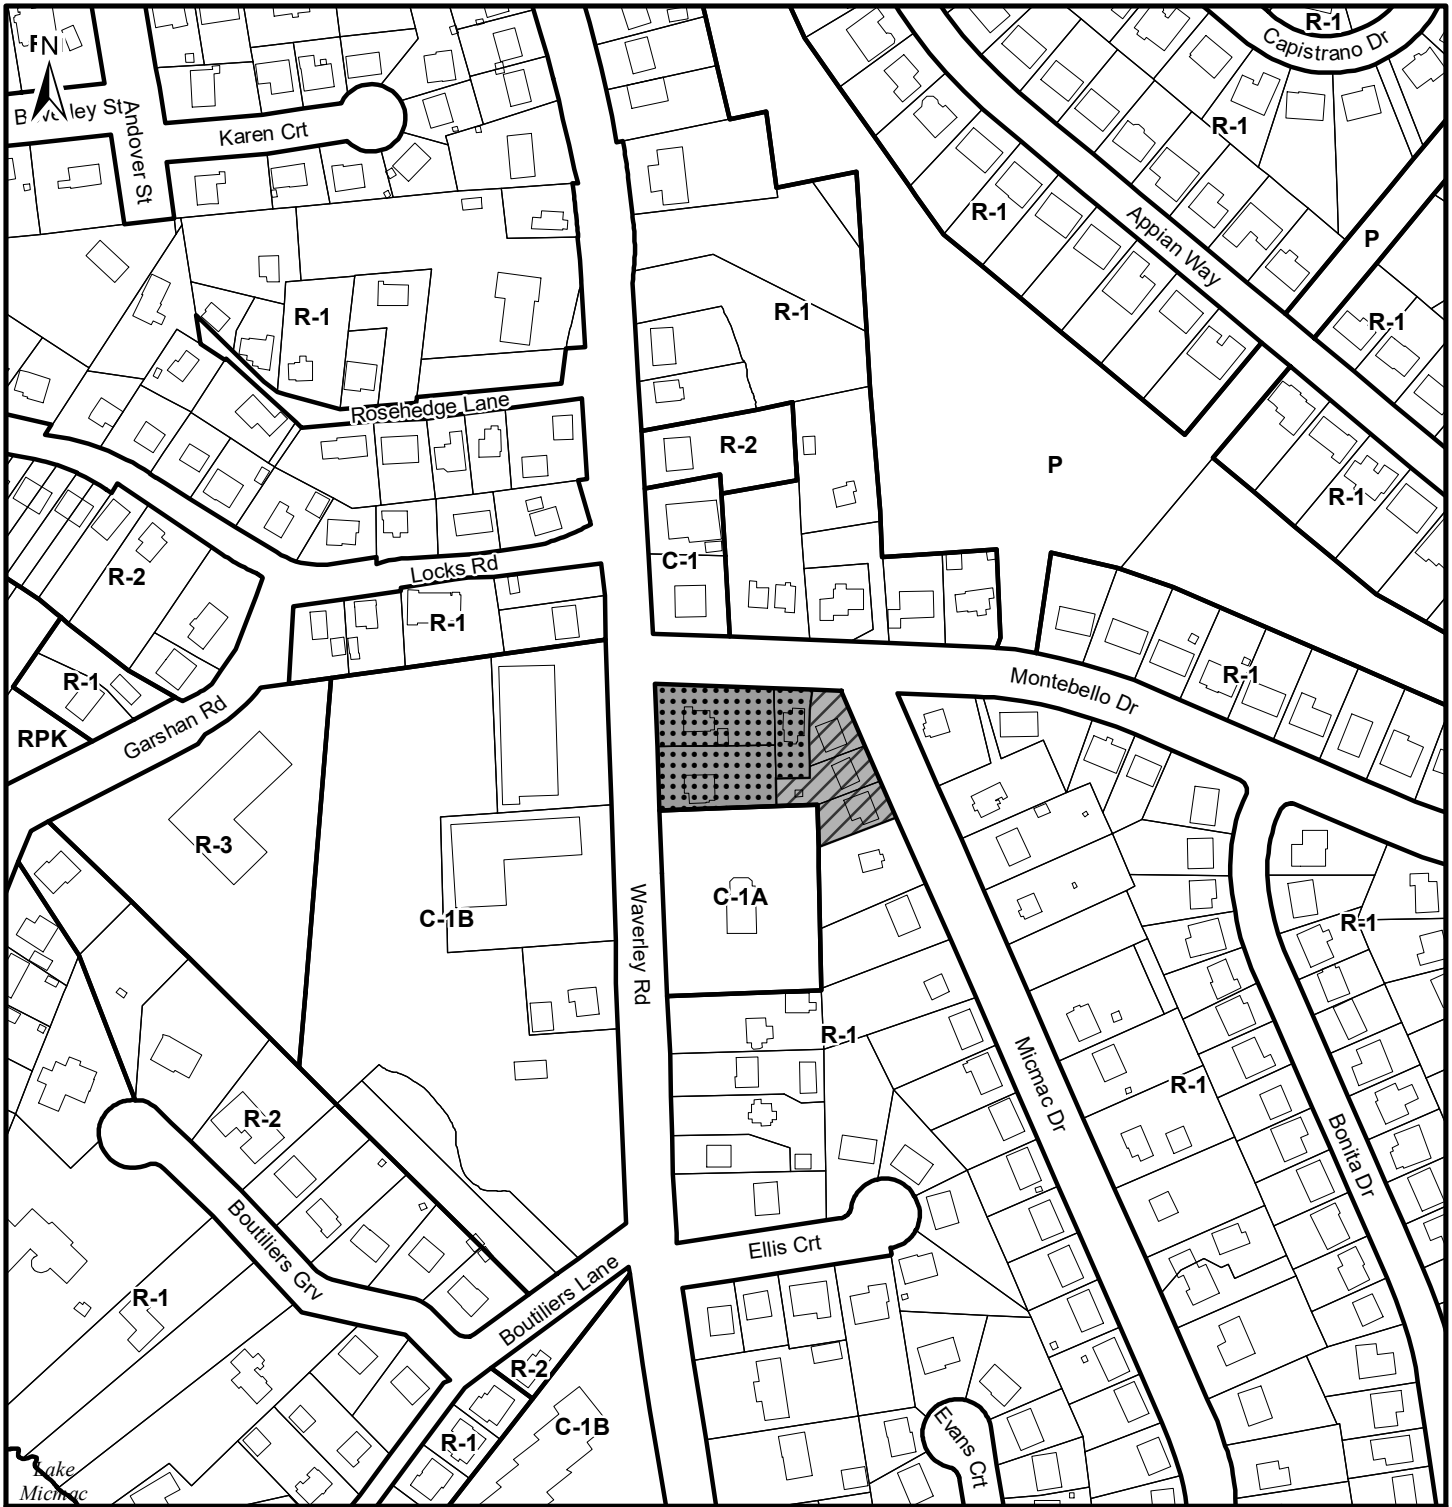 R-1
Capistrano Dr
N
Andover St
Karen Crt
R-1
R-1
Appian Way
P
R-1
R-1
R-1
Rosehedge Lane
R-2
P
R-1
C-1
Locks Rd
R-2
R-1
R-1
R-1
Montebello Dr
Garshan Rd
RPK
R-3
C-1B
C-1A
R-1
Waverley Rd
R-1
Micmac Dr
R-1
R-2
Bonita Dr
Boutiliers Grv
Ellis Crt
R-1
Boutiliers Lane
R-2
C-1B
R-1
Evans Crt
Lake
Micmac